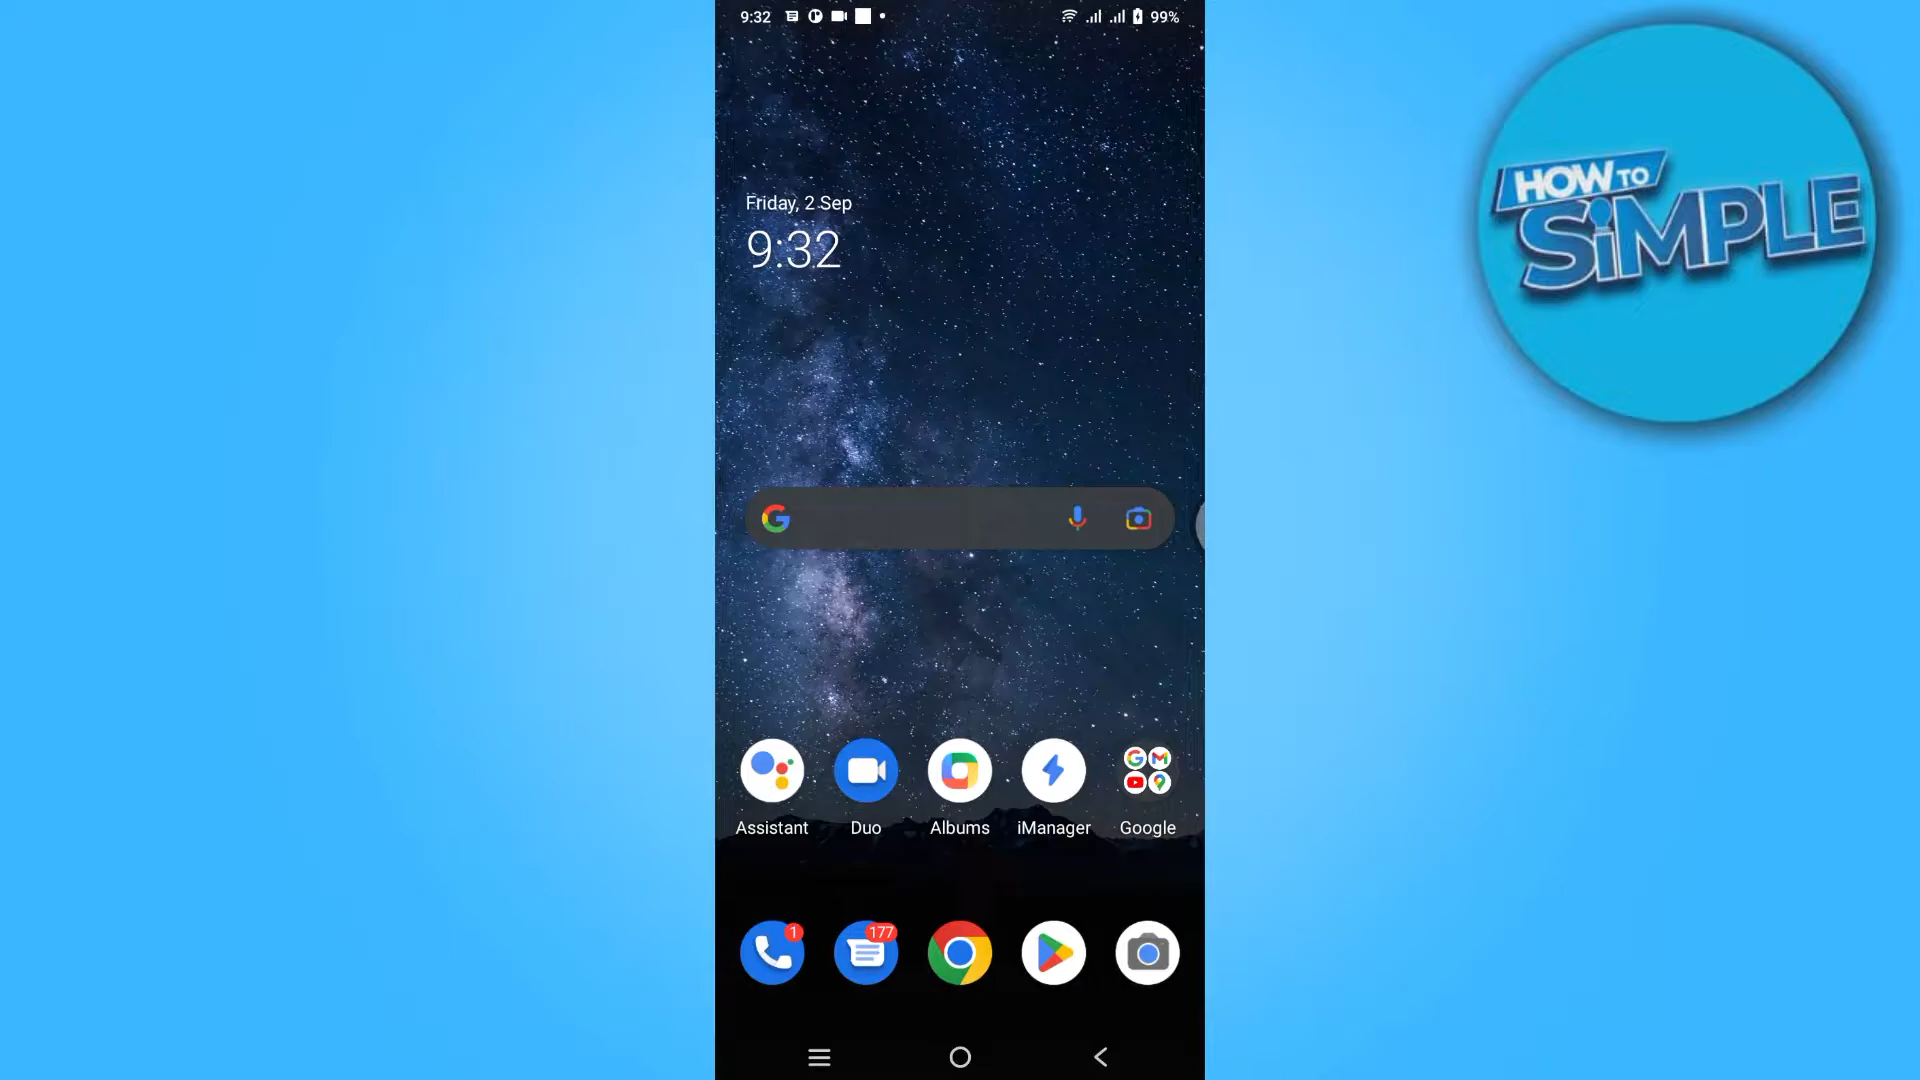 9:32
99%
HOW TO
SiMPLE
Friday, 2 Sep
9:32
Assistant
Duo
Albums
iManager
Google
1
177